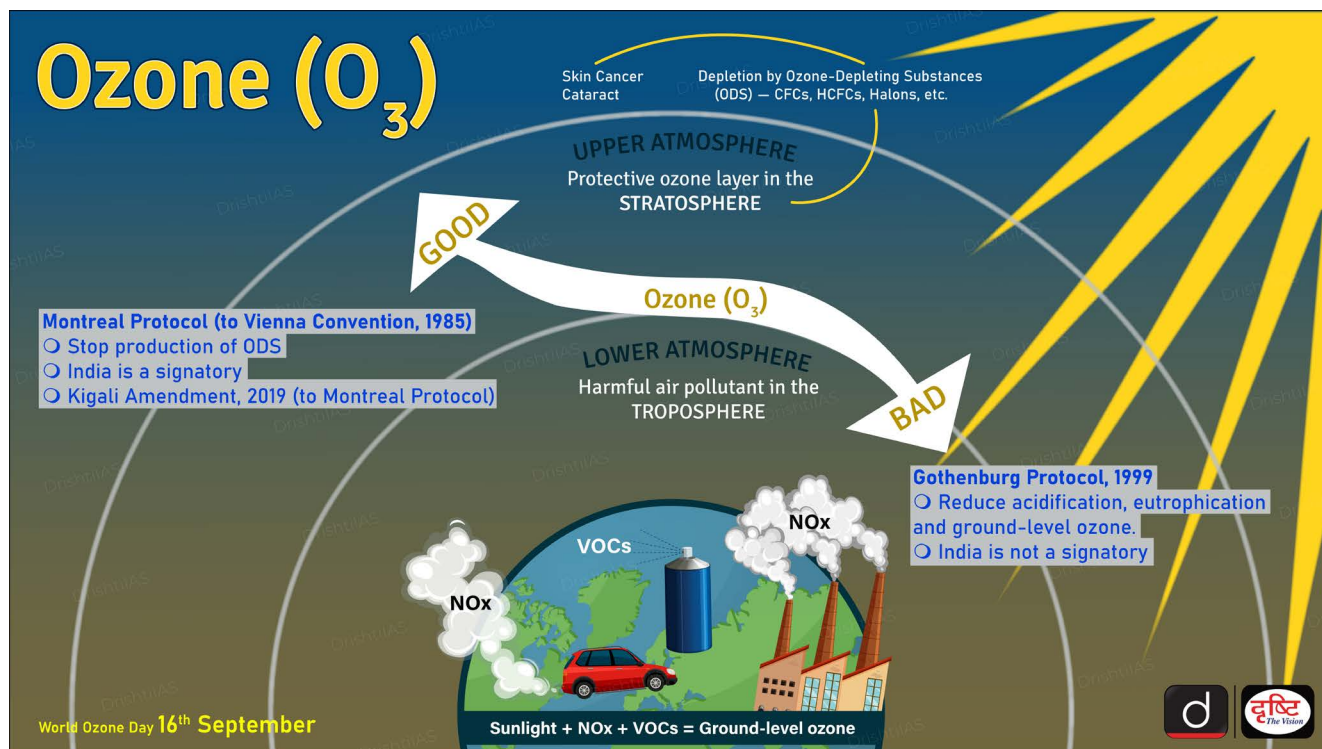 Ozone (O₃)
Skin Cancer
Cataract
Depletion by Ozone-Depleting Substances
(ODS) — CFCs, HCFCs, Halons, etc.
UPPER ATMOSPHERE
Protective ozone layer in the
STRATOSPHERE
GOOD
Ozone (O₃)
BAD
LOWER ATMOSPHERE
Harmful air pollutant in the
TROPOSPHERE
Montreal Protocol (to Vienna Convention, 1985)
❍ Stop production of ODS
❍ India is a signatory
❍ Kigali Amendment, 2019 (to Montreal Protocol)
Gothenburg Protocol, 1999
❍ Reduce acidification, eutrophication
and ground-level ozone.
❍ India is not a signatory
NOx
VOCs
NOx
Sunlight + NOx + VOCs = Ground-level ozone
World Ozone Day 16th September
d
दृष्टि
The Vision
DrishtiIAS